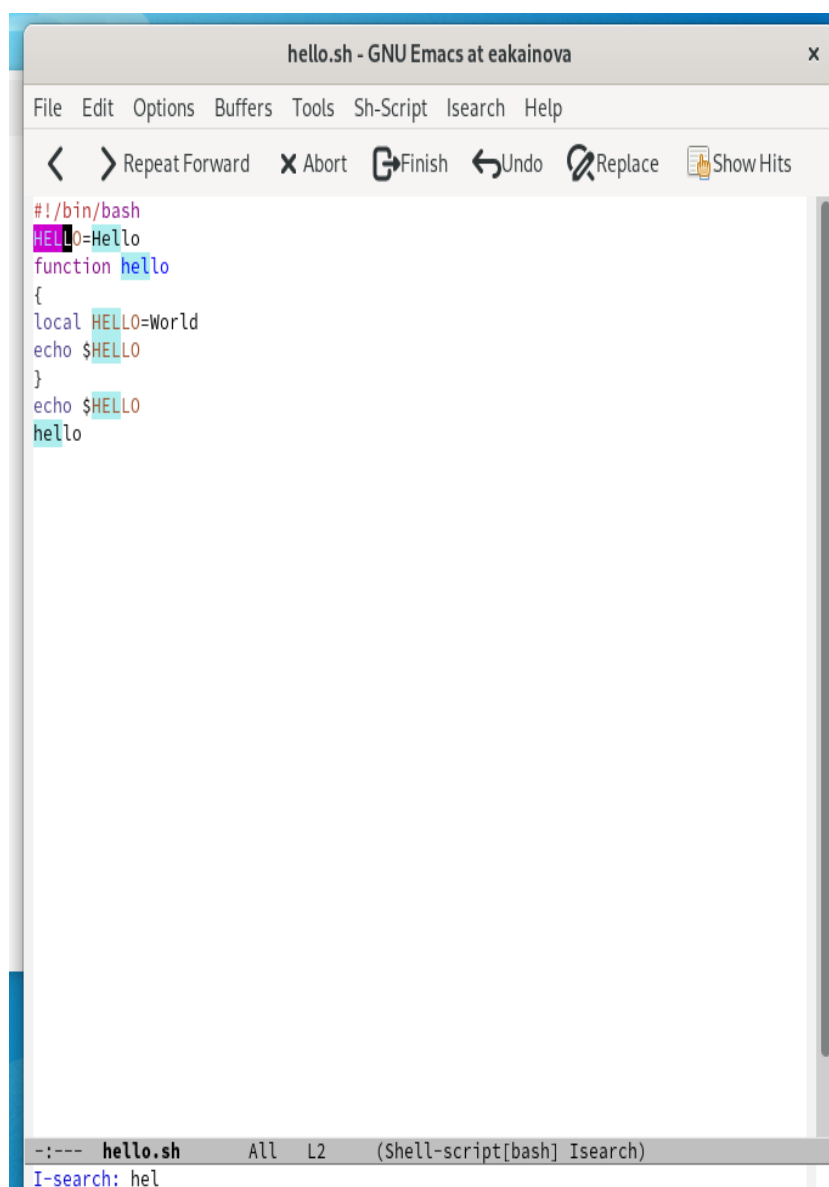 hello.sh - GNU Emacs at eakainova x
File Edit Options Buffers Tools Sh-Script Isearch Help
Repeat Forward Abort Finish Undo Replace Show Hits
#!/bin/bash
HELLO=Hello
function hello
{
local HELLO=World
echo $HELLO
}
echo $HELLO
hello
-:--- hello.sh All L2 (Shell-script[bash] Isearch)
I-search: hel